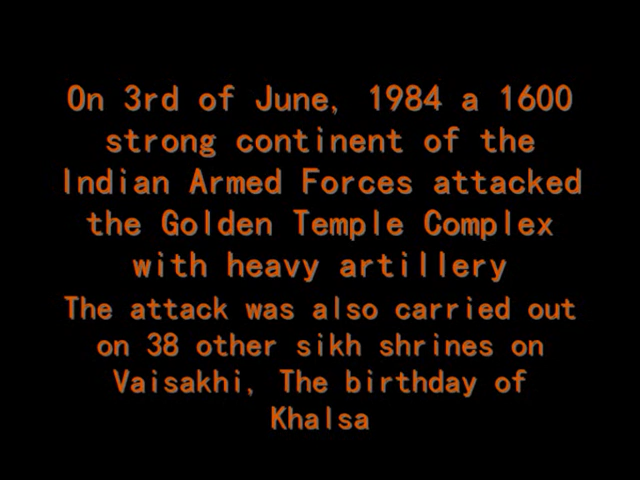 On 3rd of June, 1984 a 1600
strong continent of the
Indian Armed Forces attacked
the Golden Temple Complex
with heavy artillery
The attack was also carried out
on 38 other sikh shrines on
Vaisakhi, The birthday of
Khalsa